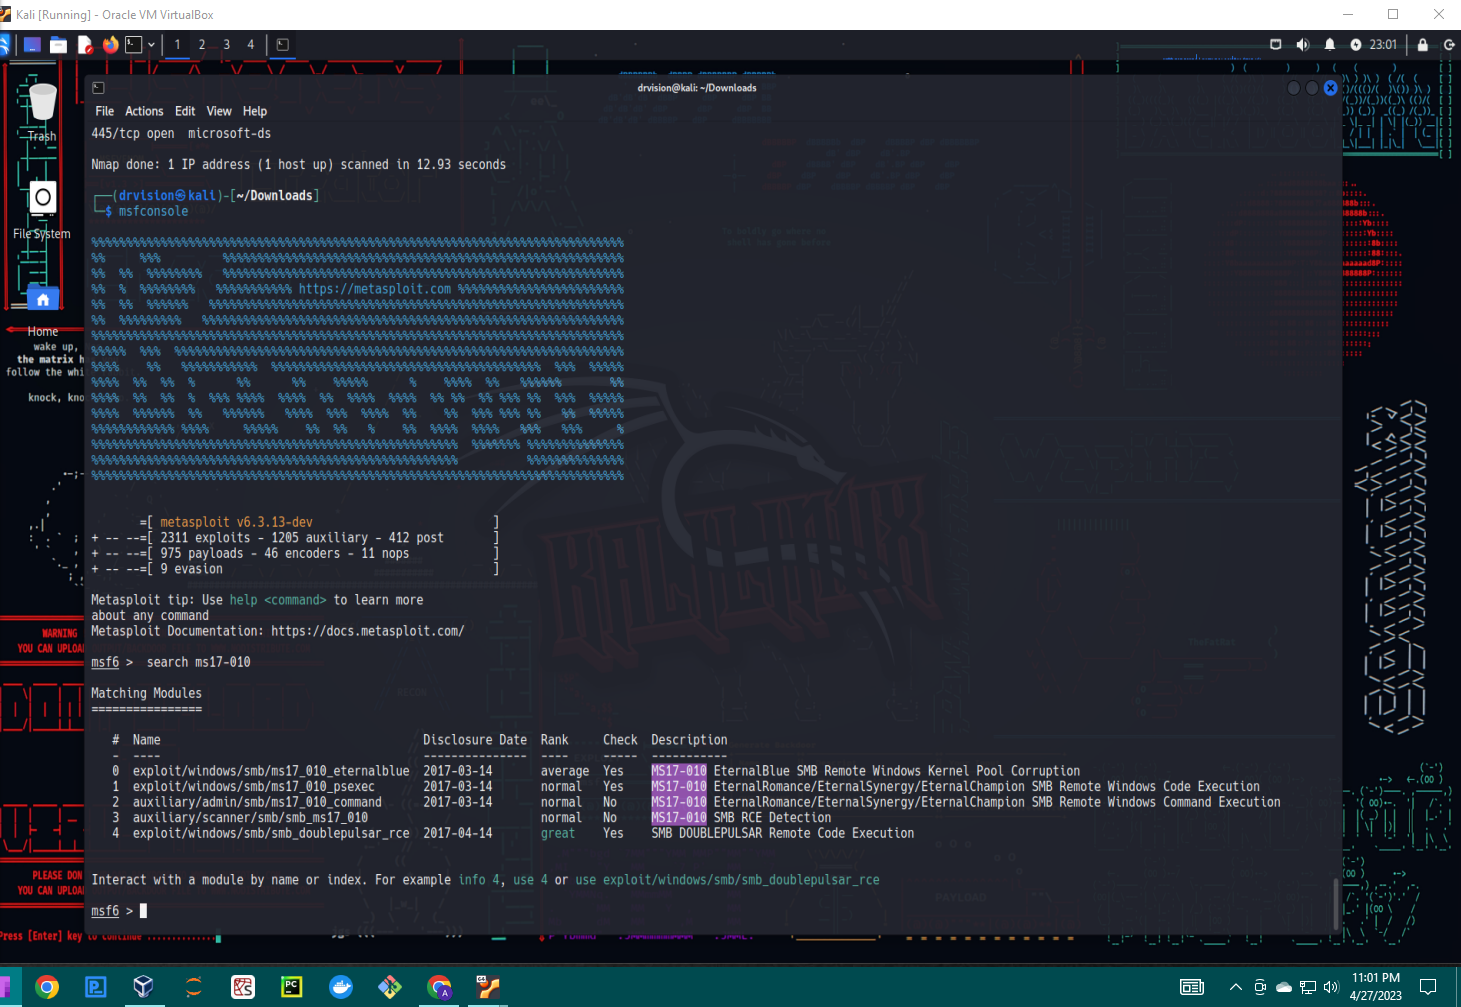 Kali [Running] - Oracle VM VirtualBox
1 2 3 4
23:01
drvision@kali: ~/Downloads
File Actions Edit View Help
445/tcp open  microsoft-ds
Nmap done: 1 IP address (1 host up) scanned in 12.93 seconds
┌──(drvision㉿kali)-[~/Downloads]
└─$ msfconsole
https://metasploit.com
=[ metasploit v6.3.13-dev ]
+ -- --=[ 2311 exploits - 1205 auxiliary - 412 post ]
+ -- --=[ 975 payloads - 46 encoders - 11 nops ]
+ -- --=[ 9 evasion ]
Metasploit tip: Use help <command> to learn more
about any command
Metasploit Documentation: https://docs.metasploit.com/
msf6 >  search ms17-010
Matching Modules
================
#  Name  Disclosure Date  Rank  Check  Description
-  ----  ---------------  ----  -----  -----------
0  exploit/windows/smb/ms17_010_eternalblue  2017-03-14  average  Yes  MS17-010 EternalBlue SMB Remote Windows Kernel Pool Corruption
1  exploit/windows/smb/ms17_010_psexec  2017-03-14  normal  Yes  MS17-010 EternalRomance/EternalSynergy/EternalChampion SMB Remote Windows Code Execution
2  auxiliary/admin/smb/ms17_010_command  2017-03-14  normal  No  MS17-010 EternalRomance/EternalSynergy/EternalChampion SMB Remote Windows Command Execution
3  auxiliary/scanner/smb/smb_ms17_010  normal  No  MS17-010 SMB RCE Detection
4  exploit/windows/smb/smb_doublepulsar_rce  2017-04-14  great  Yes  SMB DOUBLEPULSAR Remote Code Execution
Interact with a module by name or index. For example info 4, use 4 or use exploit/windows/smb/smb_doublepulsar_rce
msf6 >
Trash
File System
Home
wake up,
the matrix h
follow the whi
knock, kno
WARNING
YOU CAN UPLOA
PLEASE DON
YOU CAN UPLOA
Press [Enter] key to continue ...............
KALI LINUX
PAYLOAD
11:01 PM
4/27/2023